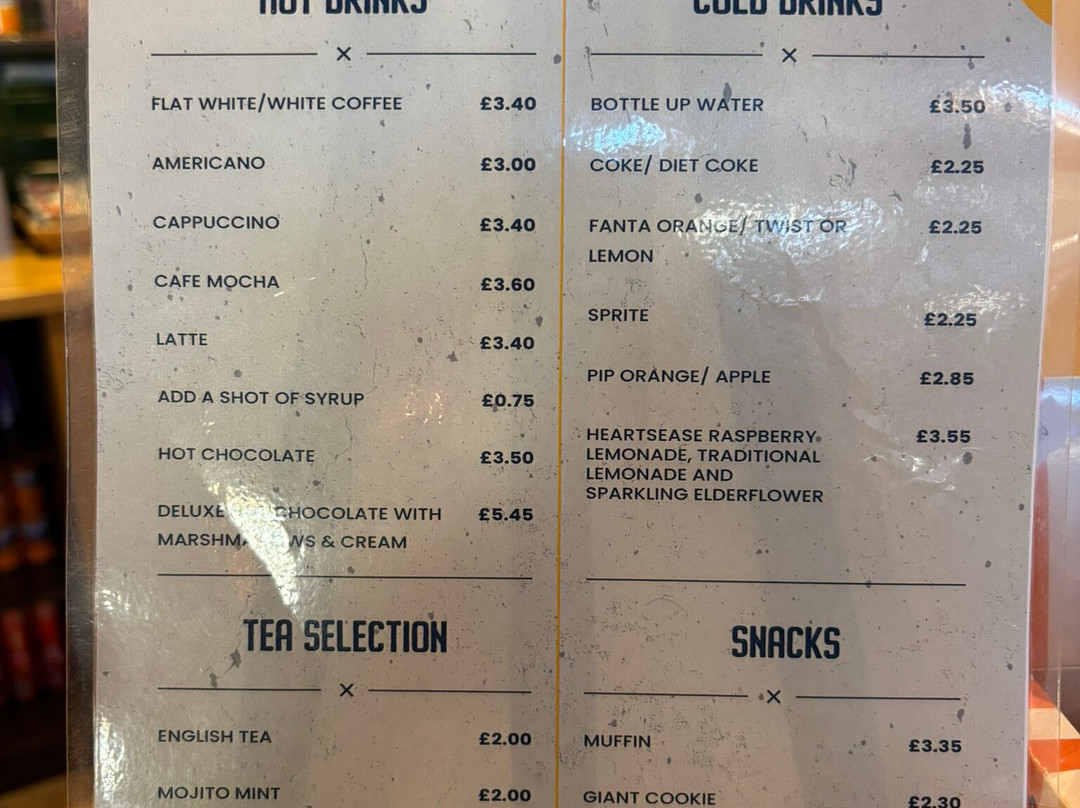 HOT DRINKS
FLAT WHITE/WHITE COFFEE £3.40
AMERICANO £3.00
CAPPUCCINO £3.40
CAFE MOCHA £3.60
LATTE £3.40
ADD A SHOT OF SYRUP £0.75
HOT CHOCOLATE £3.50
DELUXE CHOCOLATE WITH £5.45
& CREAM
TEA SELECTION
ENGLISH TEA £2.00
MOJITO MINT £2.00
COLD DRINKS
BOTTLE UP WATER £3.50
COKE/ DIET COKE £2.25
FANTA ORANGE/ TWIST OR £2.25
LEMON
SPRITE £2.25
PIP ORANGE/ APPLE £2.85
HEARTSEASE RASPBERRY £3.55
LEMONADE, TRADITIONAL
LEMONADE AND
SPARKLING ELDERFLOWER
SNACKS
MUFFIN £3.35
GIANT COOKIE £2.30